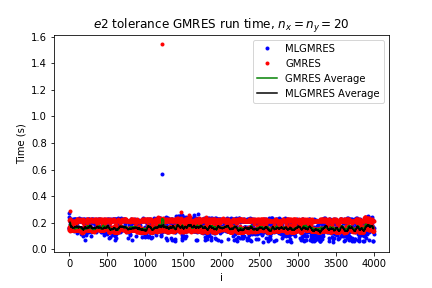 e2 tolerance GMRES run time, nₓ = nᵧ = 20
MLGMRES
GMRES
GMRES Average
MLGMRES Average
Time (s)
1.6
1.4
1.2
1.0
0.8
0.6
0.4
0.2
0.0
0 500 1000 1500 2000 2500 3000 3500 4000
i